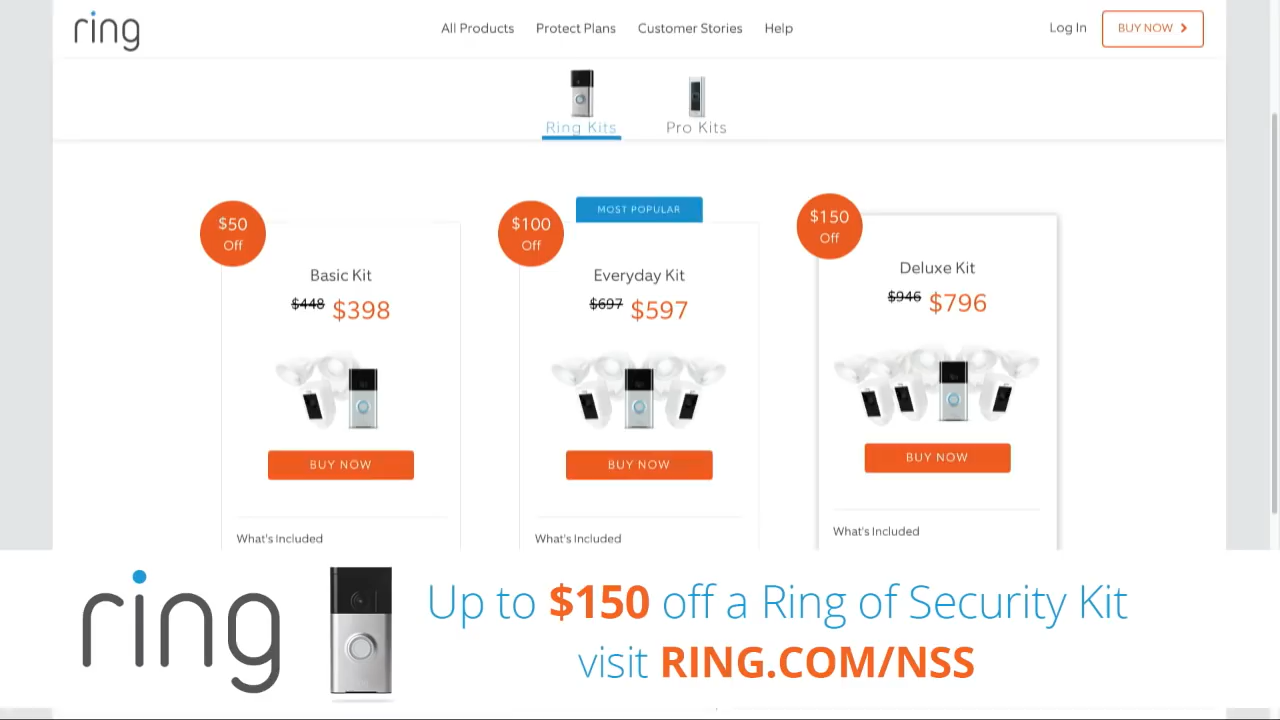 ring
All Products Protect Plans Customer Stories Help
Log In BUY NOW
Ring Kits Pro Kits
$50 Off
Basic Kit
$448 $398
BUY NOW
What's Included
$100 Off
MOST POPULAR
Everyday Kit
$697 $597
BUY NOW
What's Included
$150 Off
Deluxe Kit
$946 $796
BUY NOW
What's Included
ring
Up to $150 off a Ring of Security Kit
visit RING.COM/NSS